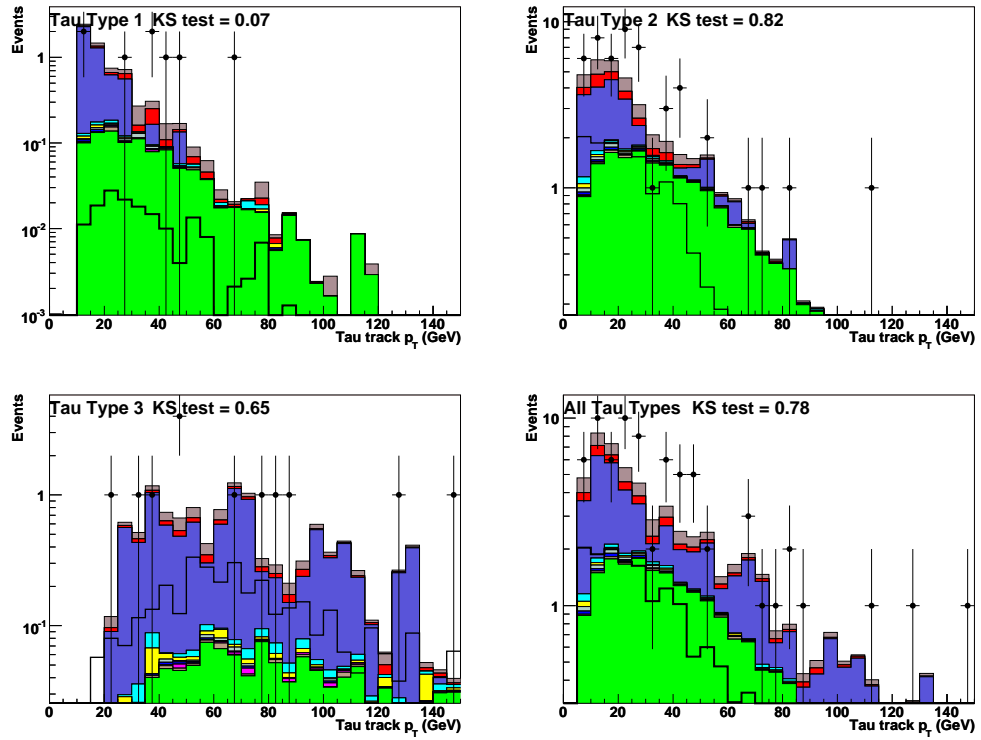 Tau Type 1 KS test = 0.07
Events
1
10-1
10-2
10-3
0 20 40 60 80 100 120 140
Tau track pT (GeV)
Tau Type 2 KS test = 0.82
Events
10
1
0 20 40 60 80 100 120 140
Tau track pT (GeV)
Tau Type 3 KS test = 0.65
Events
1
10-1
0 20 40 60 80 100 120 140
Tau track pT (GeV)
All Tau Types KS test = 0.78
Events
10
1
0 20 40 60 80 100 120 140
Tau track pT (GeV)